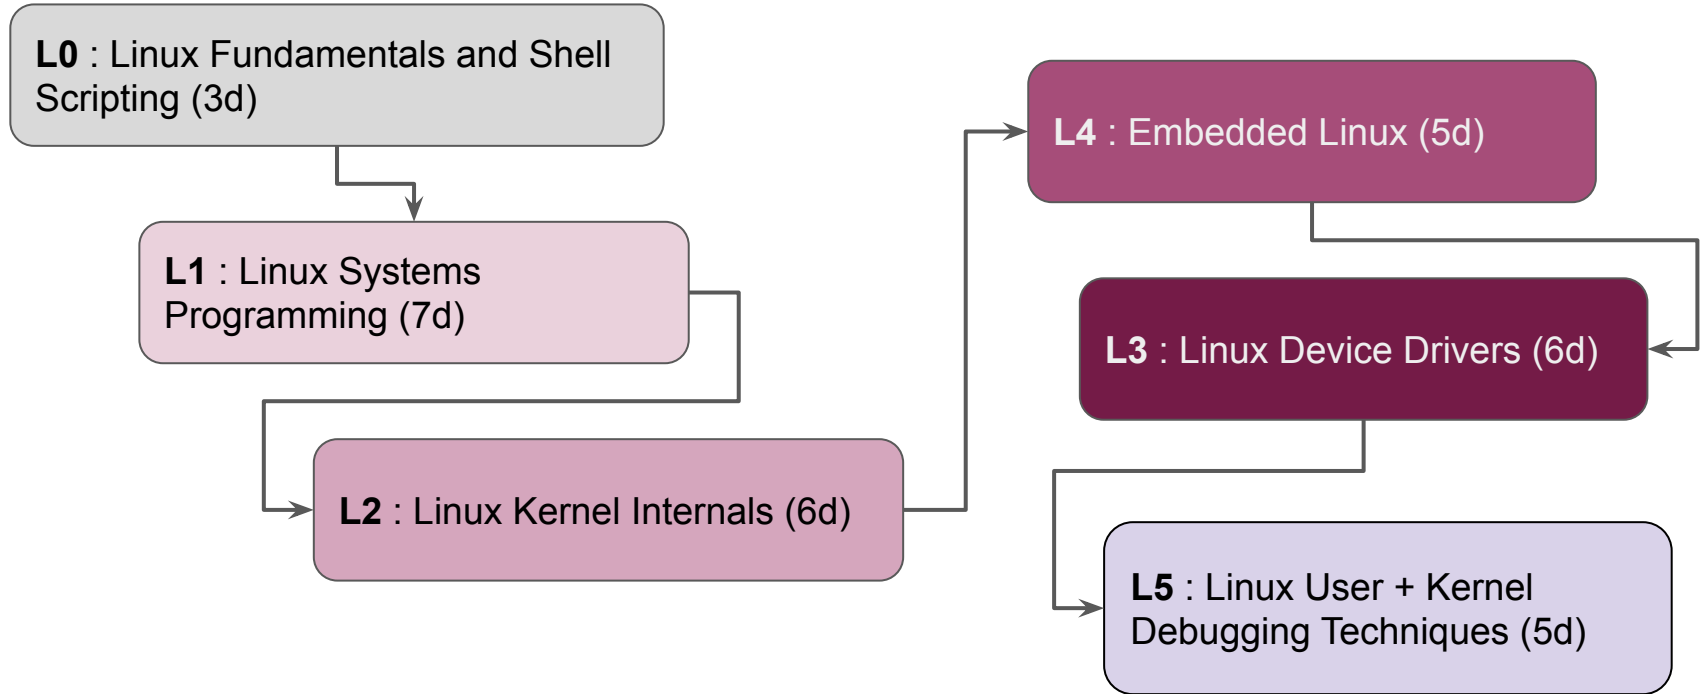 L0 : Linux Fundamentals and Shell
Scripting (3d)
L1 : Linux Systems
Programming (7d)
L2 : Linux Kernel Internals (6d)
L4 : Embedded Linux (5d)
L3 : Linux Device Drivers (6d)
L5 : Linux User + Kernel
Debugging Techniques (5d)